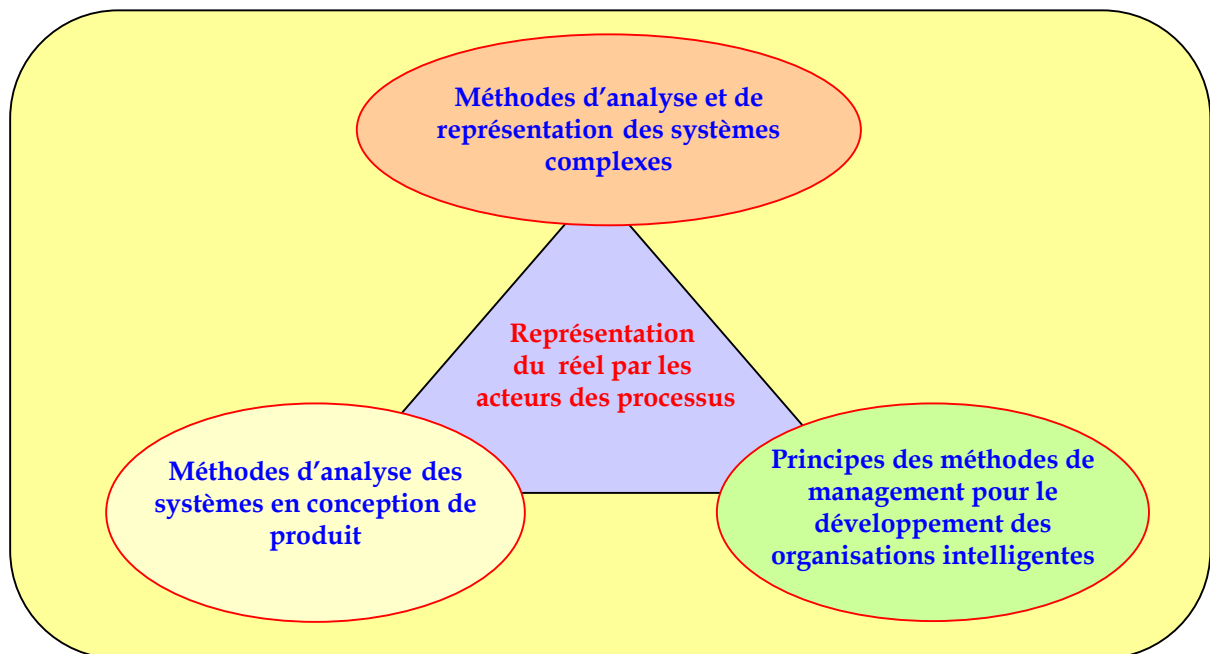 Méthodes d’analyse et de
représentation des systèmes
complexes
Représentation
du réel par les
acteurs des processus
Méthodes d’analyse des
systèmes en conception de
produit
Principes des méthodes de
management pour le
développement des
organisations intelligentes